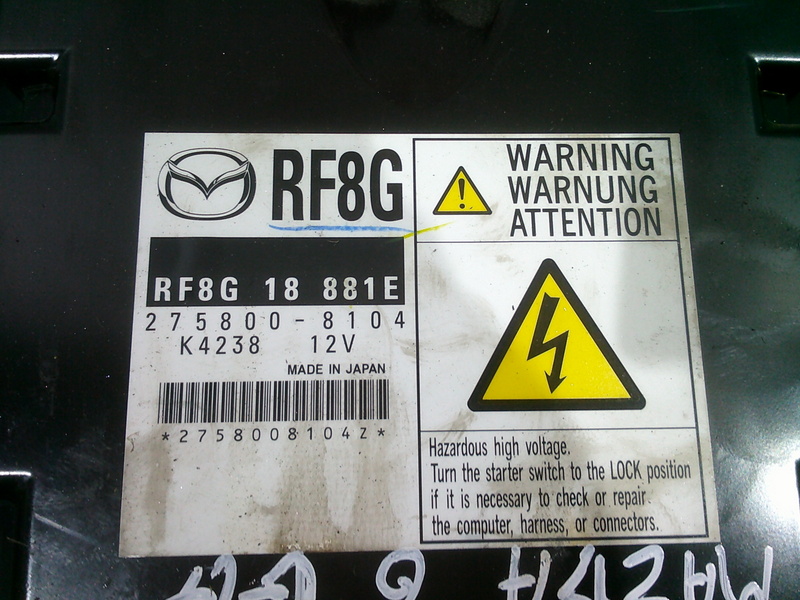 RF8G
WARNING
WARNUNG
ATTENTION
RF8G 18 881E
275800-8104
K4238 12V
MADE IN JAPAN
*2758008104Z*
Hazardous high voltage.
Turn the starter switch to the LOCK position
if it is necessary to check or repair
the computer, harness, or connectors.